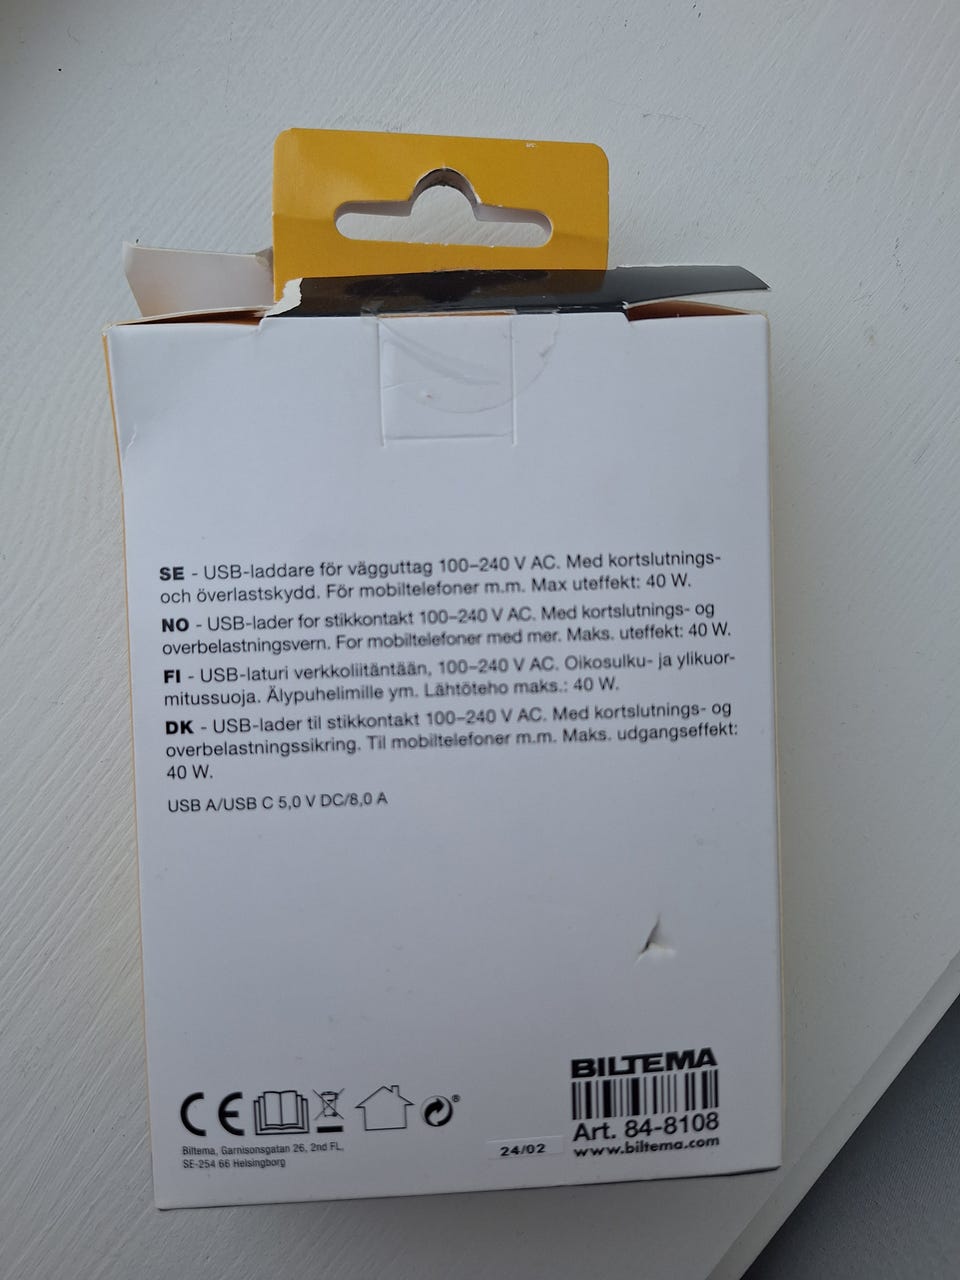 SE - USB-laddare för vägguttag 100–240 V AC. Med kortslutnings-
och överlastskydd. För mobiltelefoner m.m. Max uteffekt: 40 W.
NO - USB-lader for stikkontakt 100–240 V AC. Med kortslutnings- og
overbelastningsvern. For mobiltelefoner med mer. Maks. uteffekt: 40 W.
FI - USB-laturi verkkoliitäntään, 100–240 V AC. Oikosulku- ja ylikuor-
mitussuoja. Älypuhelimille ym. Lähtöteho maks.: 40 W.
DK - USB-lader til stikkontakt 100–240 V AC. Med kortslutnings- og
overbelastningssikring. Til mobiltelefoner m.m. Maks. udgangseffekt:
40 W.
USB A/USB C 5,0 V DC/8,0 A
CE
Biltema, Garnisonsgatan 26, 2nd FL,
SE-254 66 Helsingborg
24/02
BILTEMA
Art. 84-8108
www.biltema.com